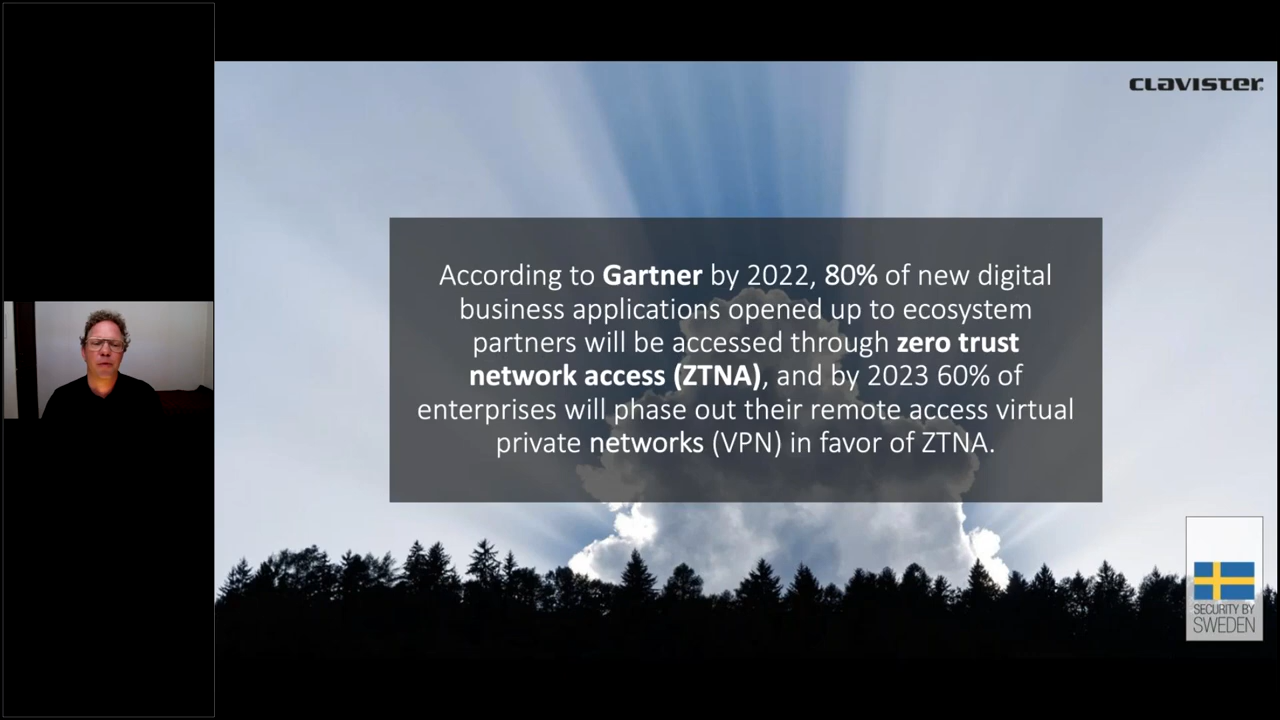 CLAVISTER
According to Gartner by 2022, 80% of new digital
business applications opened up to ecosystem
partners will be accessed through zero trust
network access (ZTNA), and by 2023 60% of
enterprises will phase out their remote access virtual
private networks (VPN) in favor of ZTNA.
SECURITY BY
SWEDEN